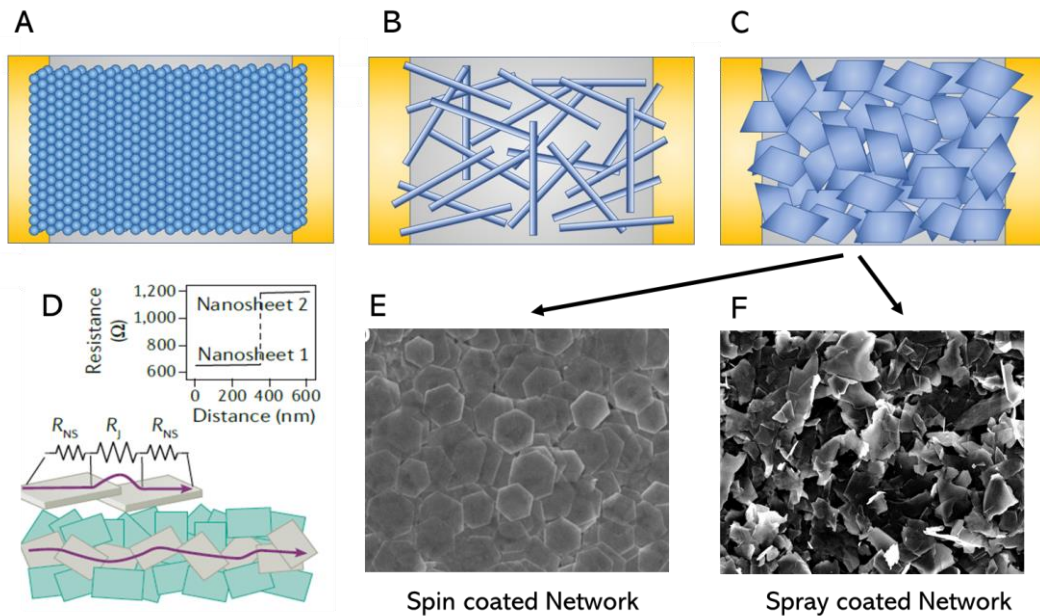 A
B
C
D
1,200
1,000
800
600
Resistance
(Ω)
Nanosheet 2
Nanosheet 1
0 200 400 600
Distance (nm)
R_NS R_J R_NS
E
F
Spin coated Network
Spray coated Network